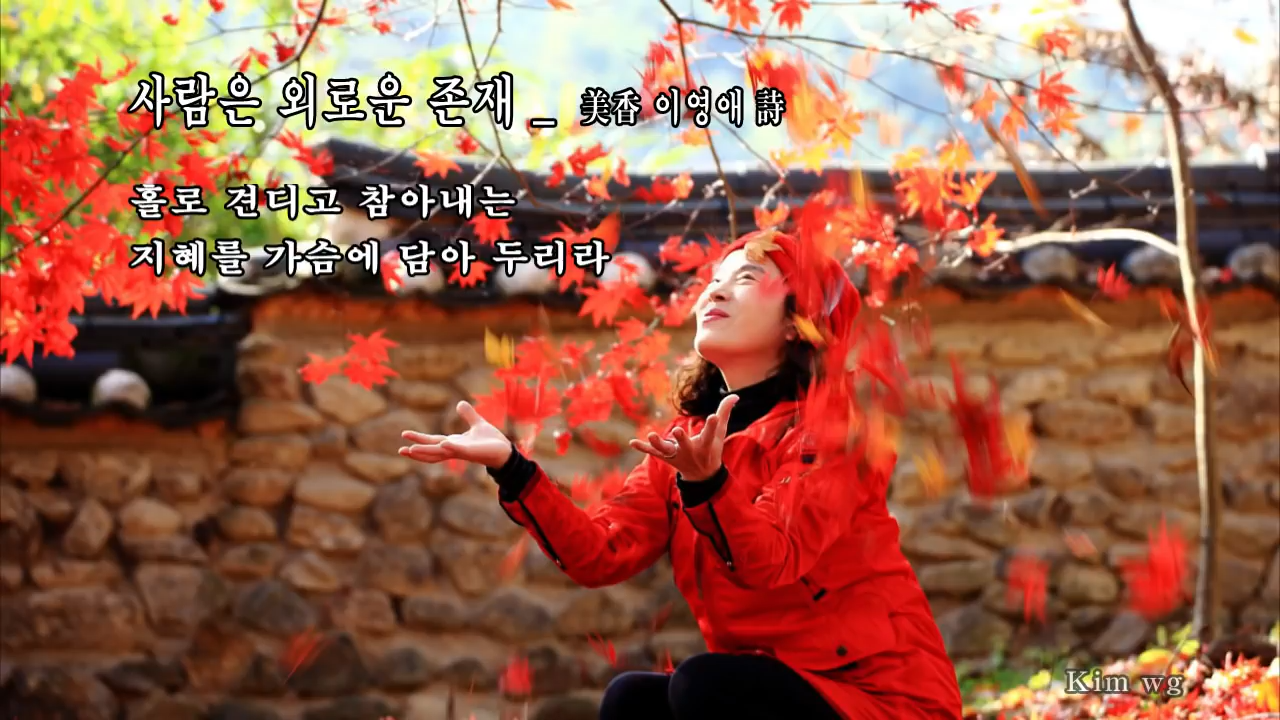 사람은 외로운 존재 _ 美香 이영애 詩
홀로 견디고 참아내는
지혜를 가슴에 담아 두리라
Kim wg